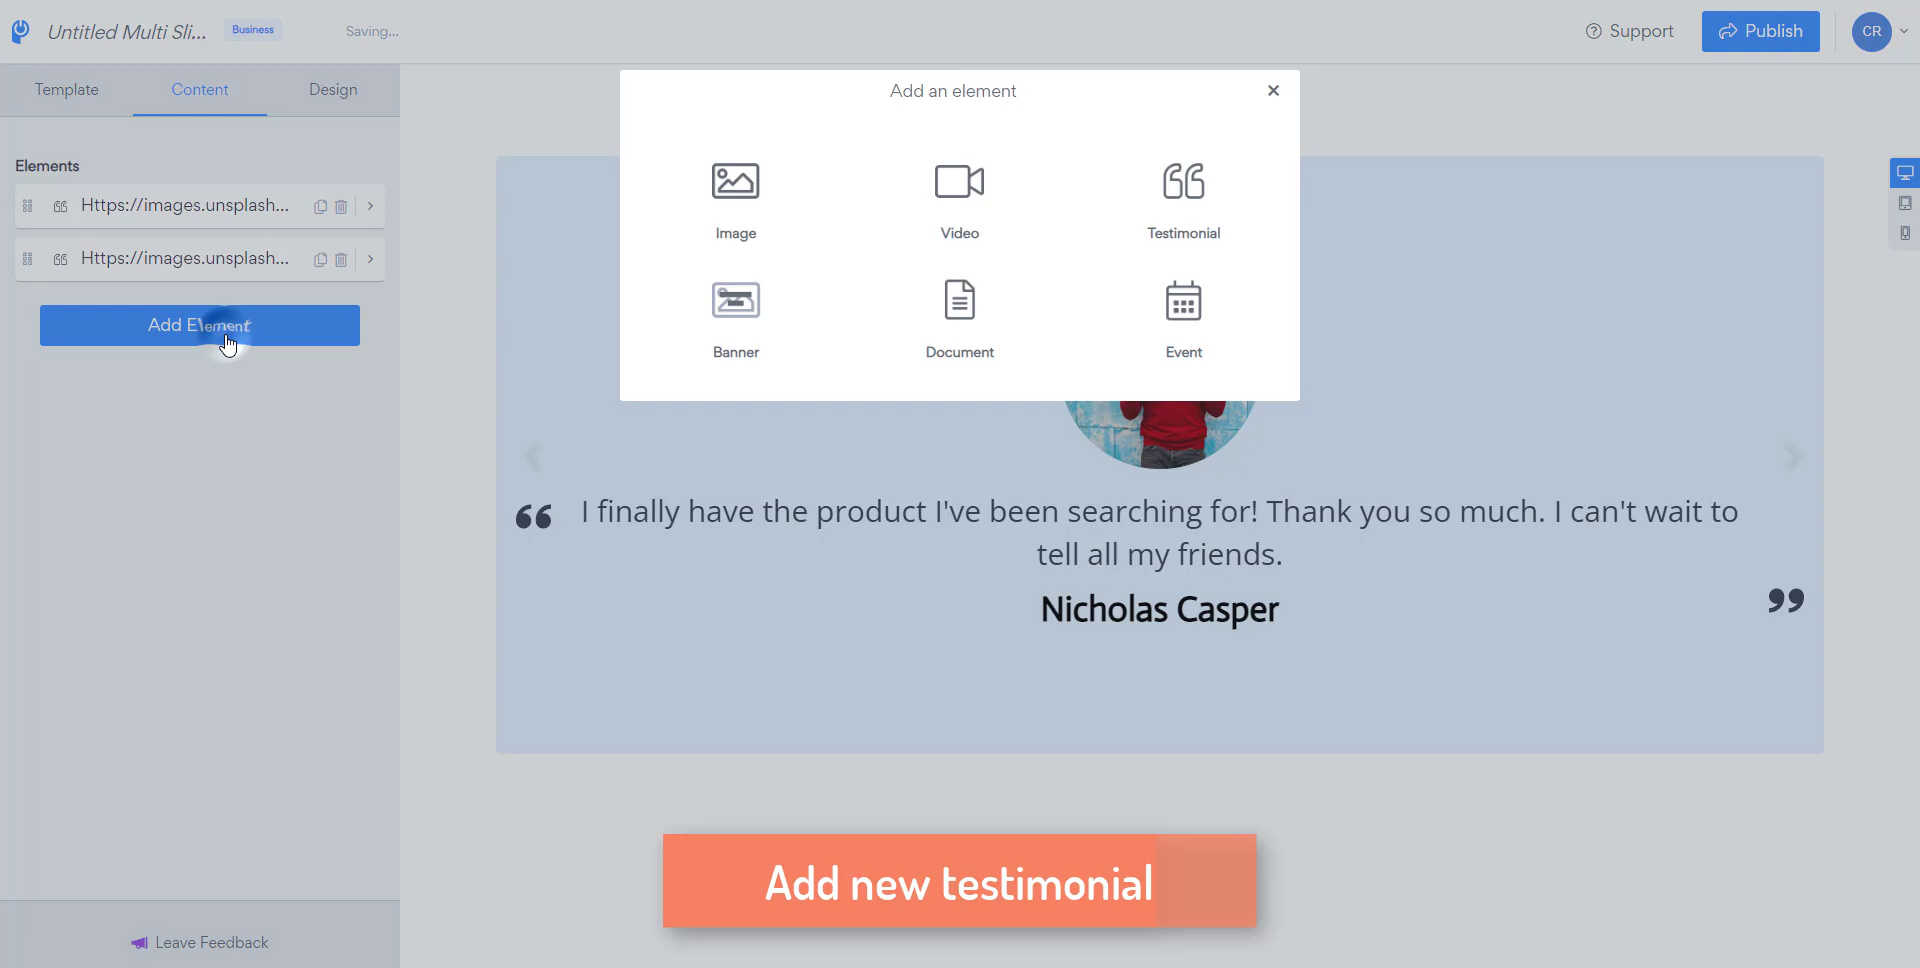 Untitled Multi Sli...
Business
Saving...
Support
Publish
CR
Template
Content
Design
Elements
Https://images.unsplash...
Https://images.unsplash...
Add Element
Add an element
Image
Video
Testimonial
Banner
Document
Event
I finally have the product I've been searching for! Thank you so much. I can't wait to
tell all my friends.
Nicholas Casper
Add new testimonial
Leave Feedback